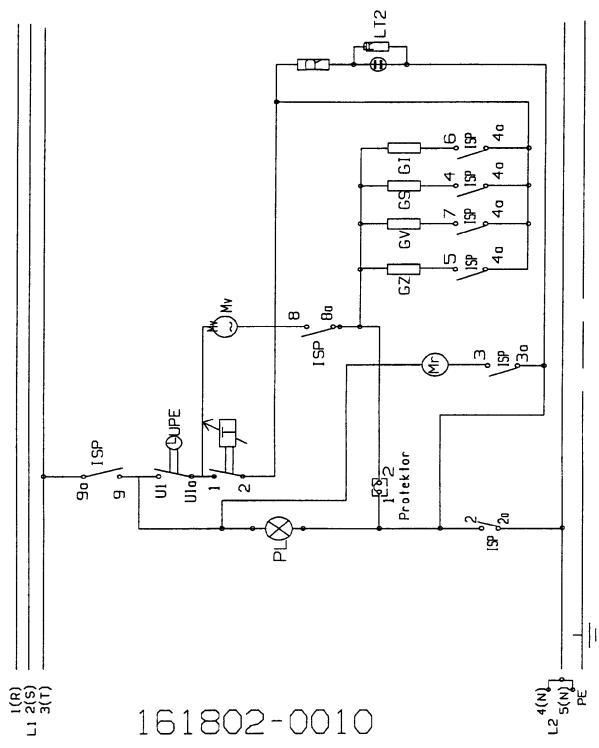 1(R)
L1 2(S)
3(T)
9a
ISP
9
U1
UPE
U1a
1
T
2
Mv
Mv
8
8a
ISP
PL
1
2
Protektor
2
ISP
2a
Mr
3
ISP
3a
GZ
5
ISP
4a
GV
7
ISP
4a
GS
4
ISP
4a
GI
6
ISP
4a
LT2
4(N)
L2
5(N)
PE
161802-0010